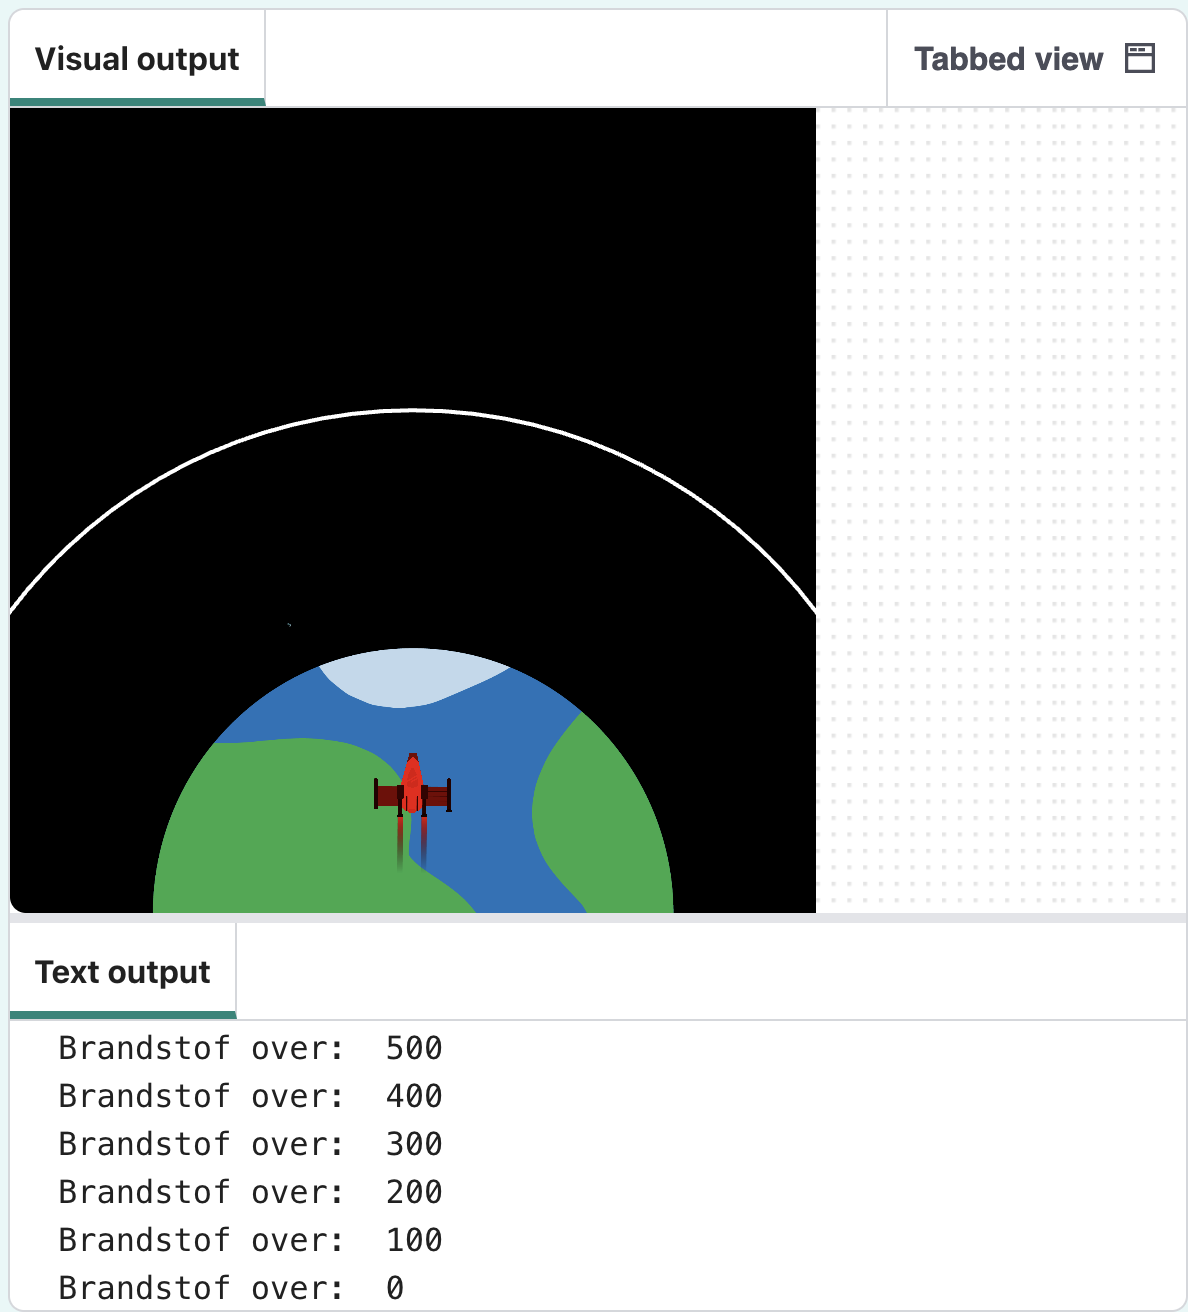 Visual output
Tabbed view
Text output
Brandstof over: 500
Brandstof over: 400
Brandstof over: 300
Brandstof over: 200
Brandstof over: 100
Brandstof over: 0